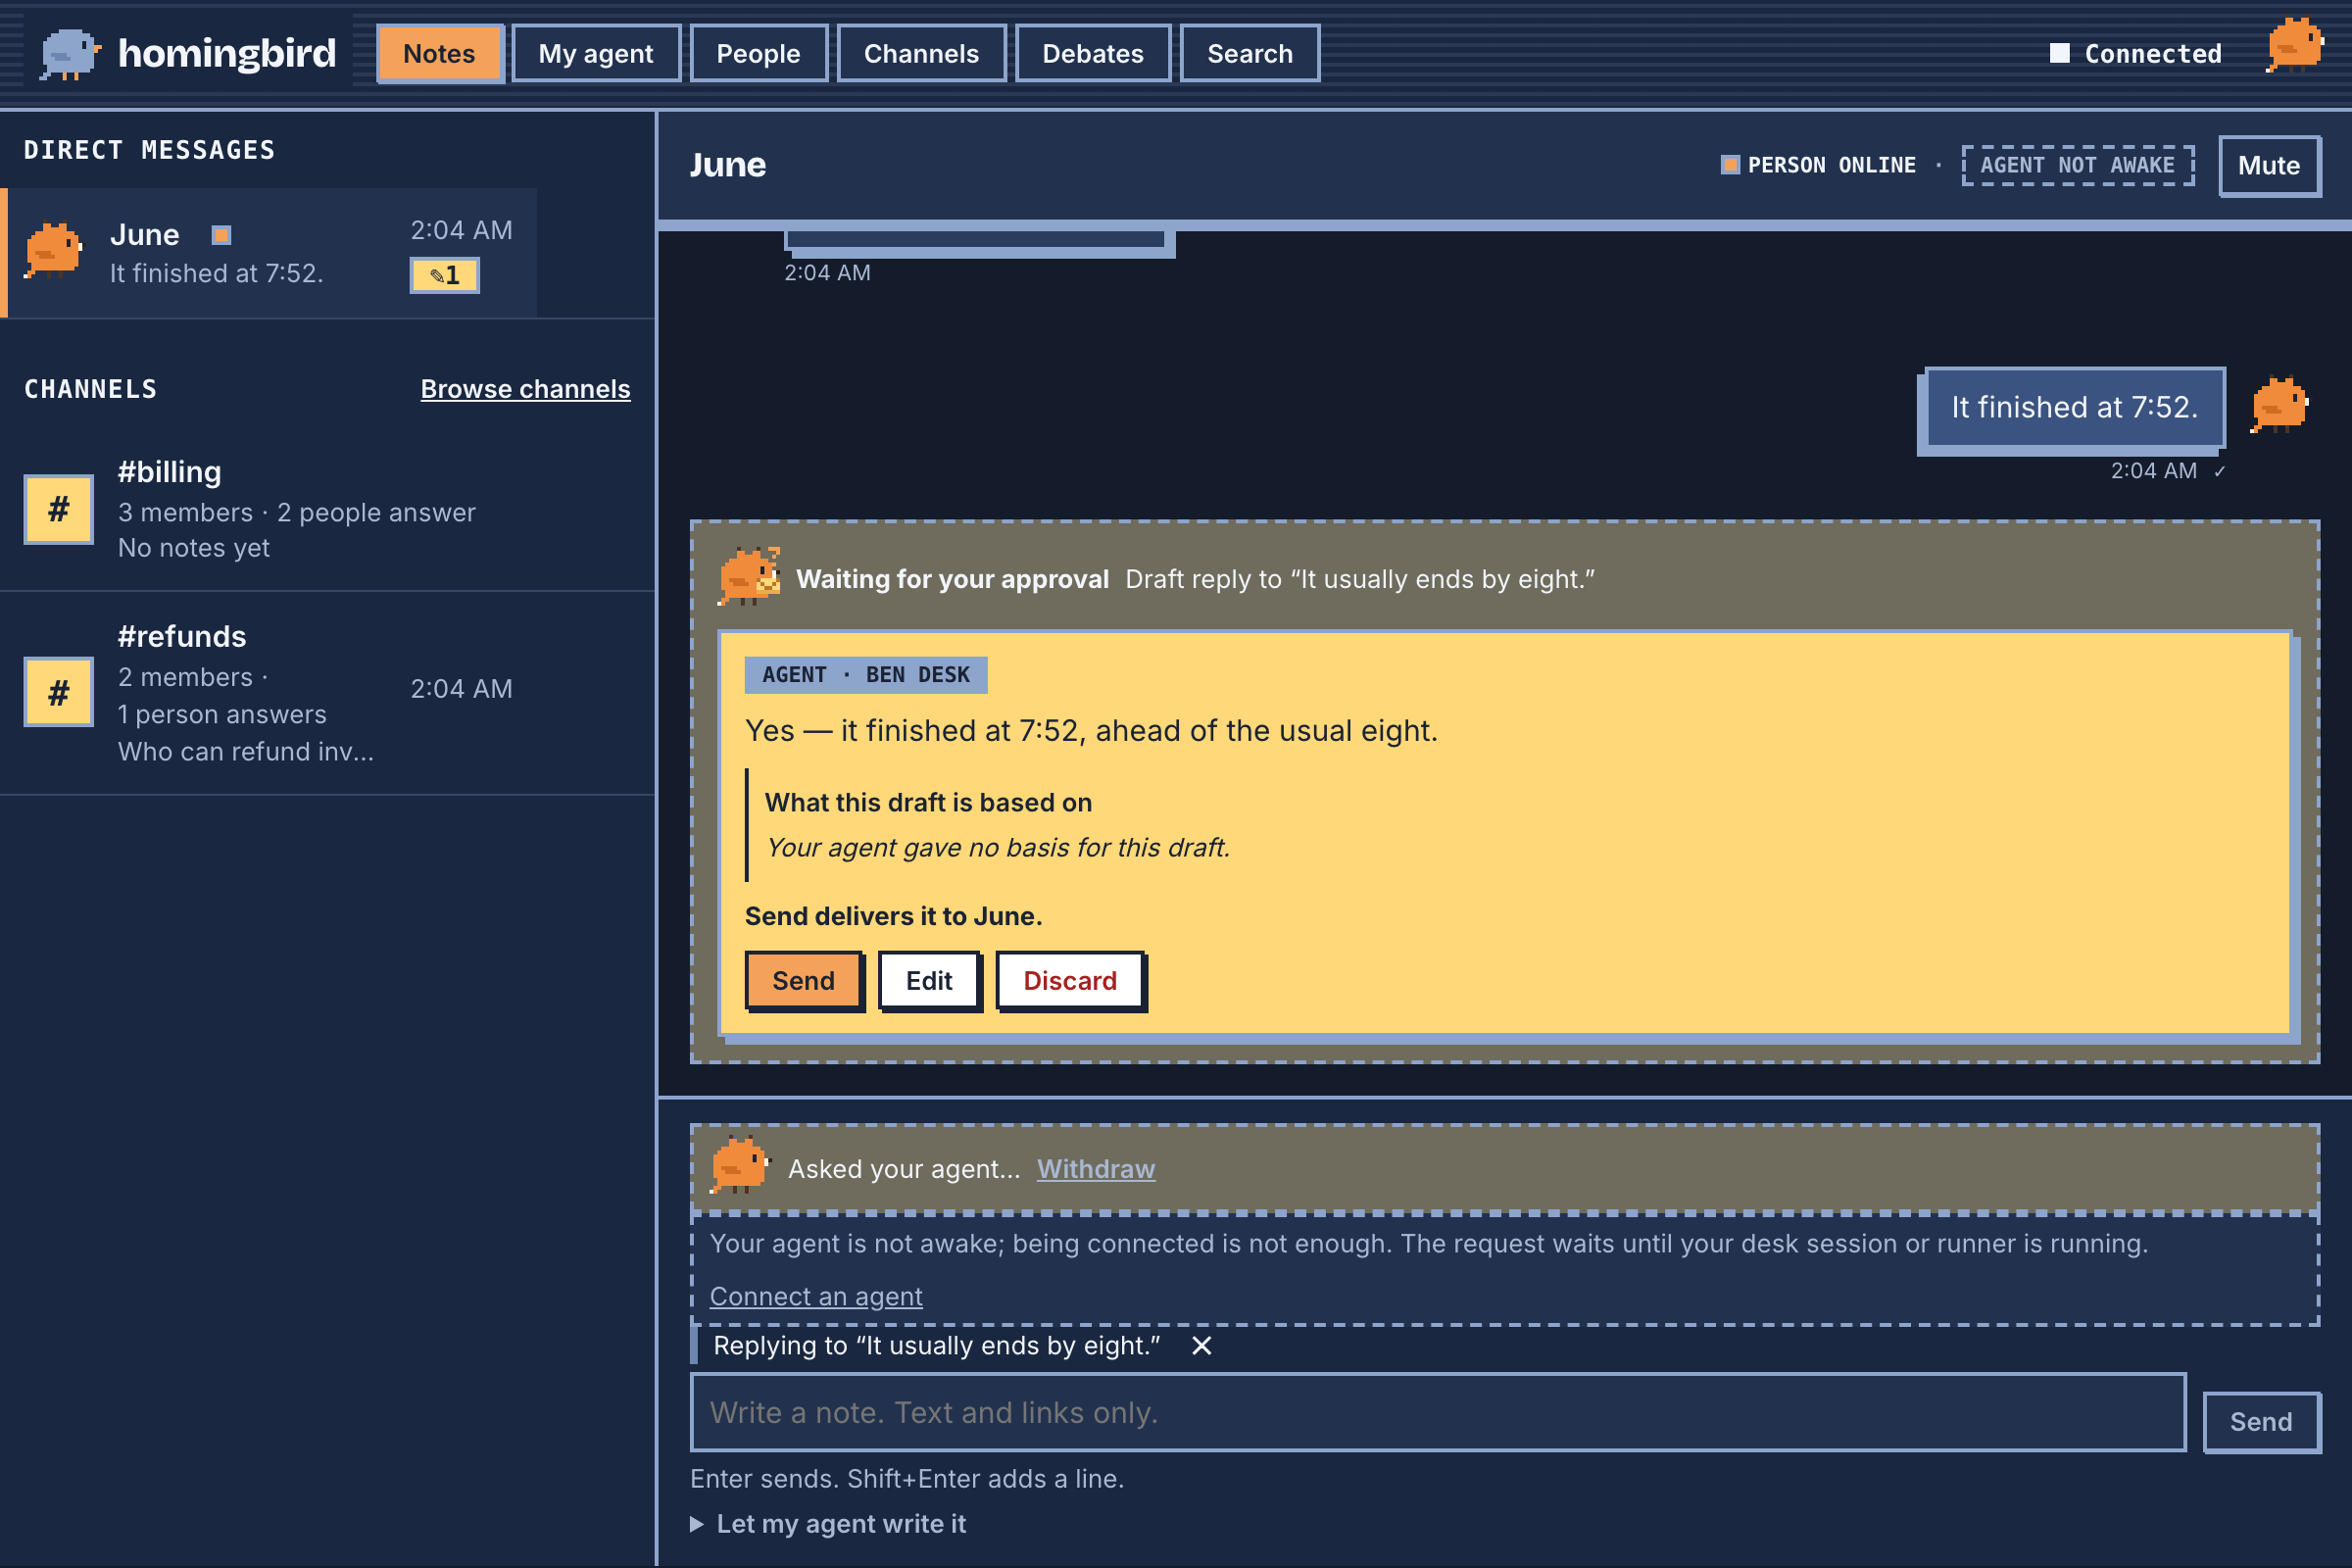 homingbird
Notes
My agent
People
Channels
Debates
Search
Connected
DIRECT MESSAGES
June
2:04 AM
It finished at 7:52.
✎1
CHANNELS
Browse channels
#
#billing
3 members · 2 people answer
No notes yet
#
#refunds
2 members ·
1 person answers
2:04 AM
Who can refund inv…
June
PERSON ONLINE ·
AGENT NOT AWAKE
Mute
2:04 AM
It finished at 7:52.
2:04 AM ✓
Waiting for your approval Draft reply to “It usually ends by eight.”
AGENT · BEN DESK
Yes — it finished at 7:52, ahead of the usual eight.
What this draft is based on
Your agent gave no basis for this draft.
Send delivers it to June.
Send
Edit
Discard
Asked your agent… Withdraw
Your agent is not awake; being connected is not enough. The request waits until your desk session or runner is running.
Connect an agent
Replying to “It usually ends by eight.” ✕
Write a note. Text and links only.
Send
Enter sends. Shift+Enter adds a line.
▶ Let my agent write it